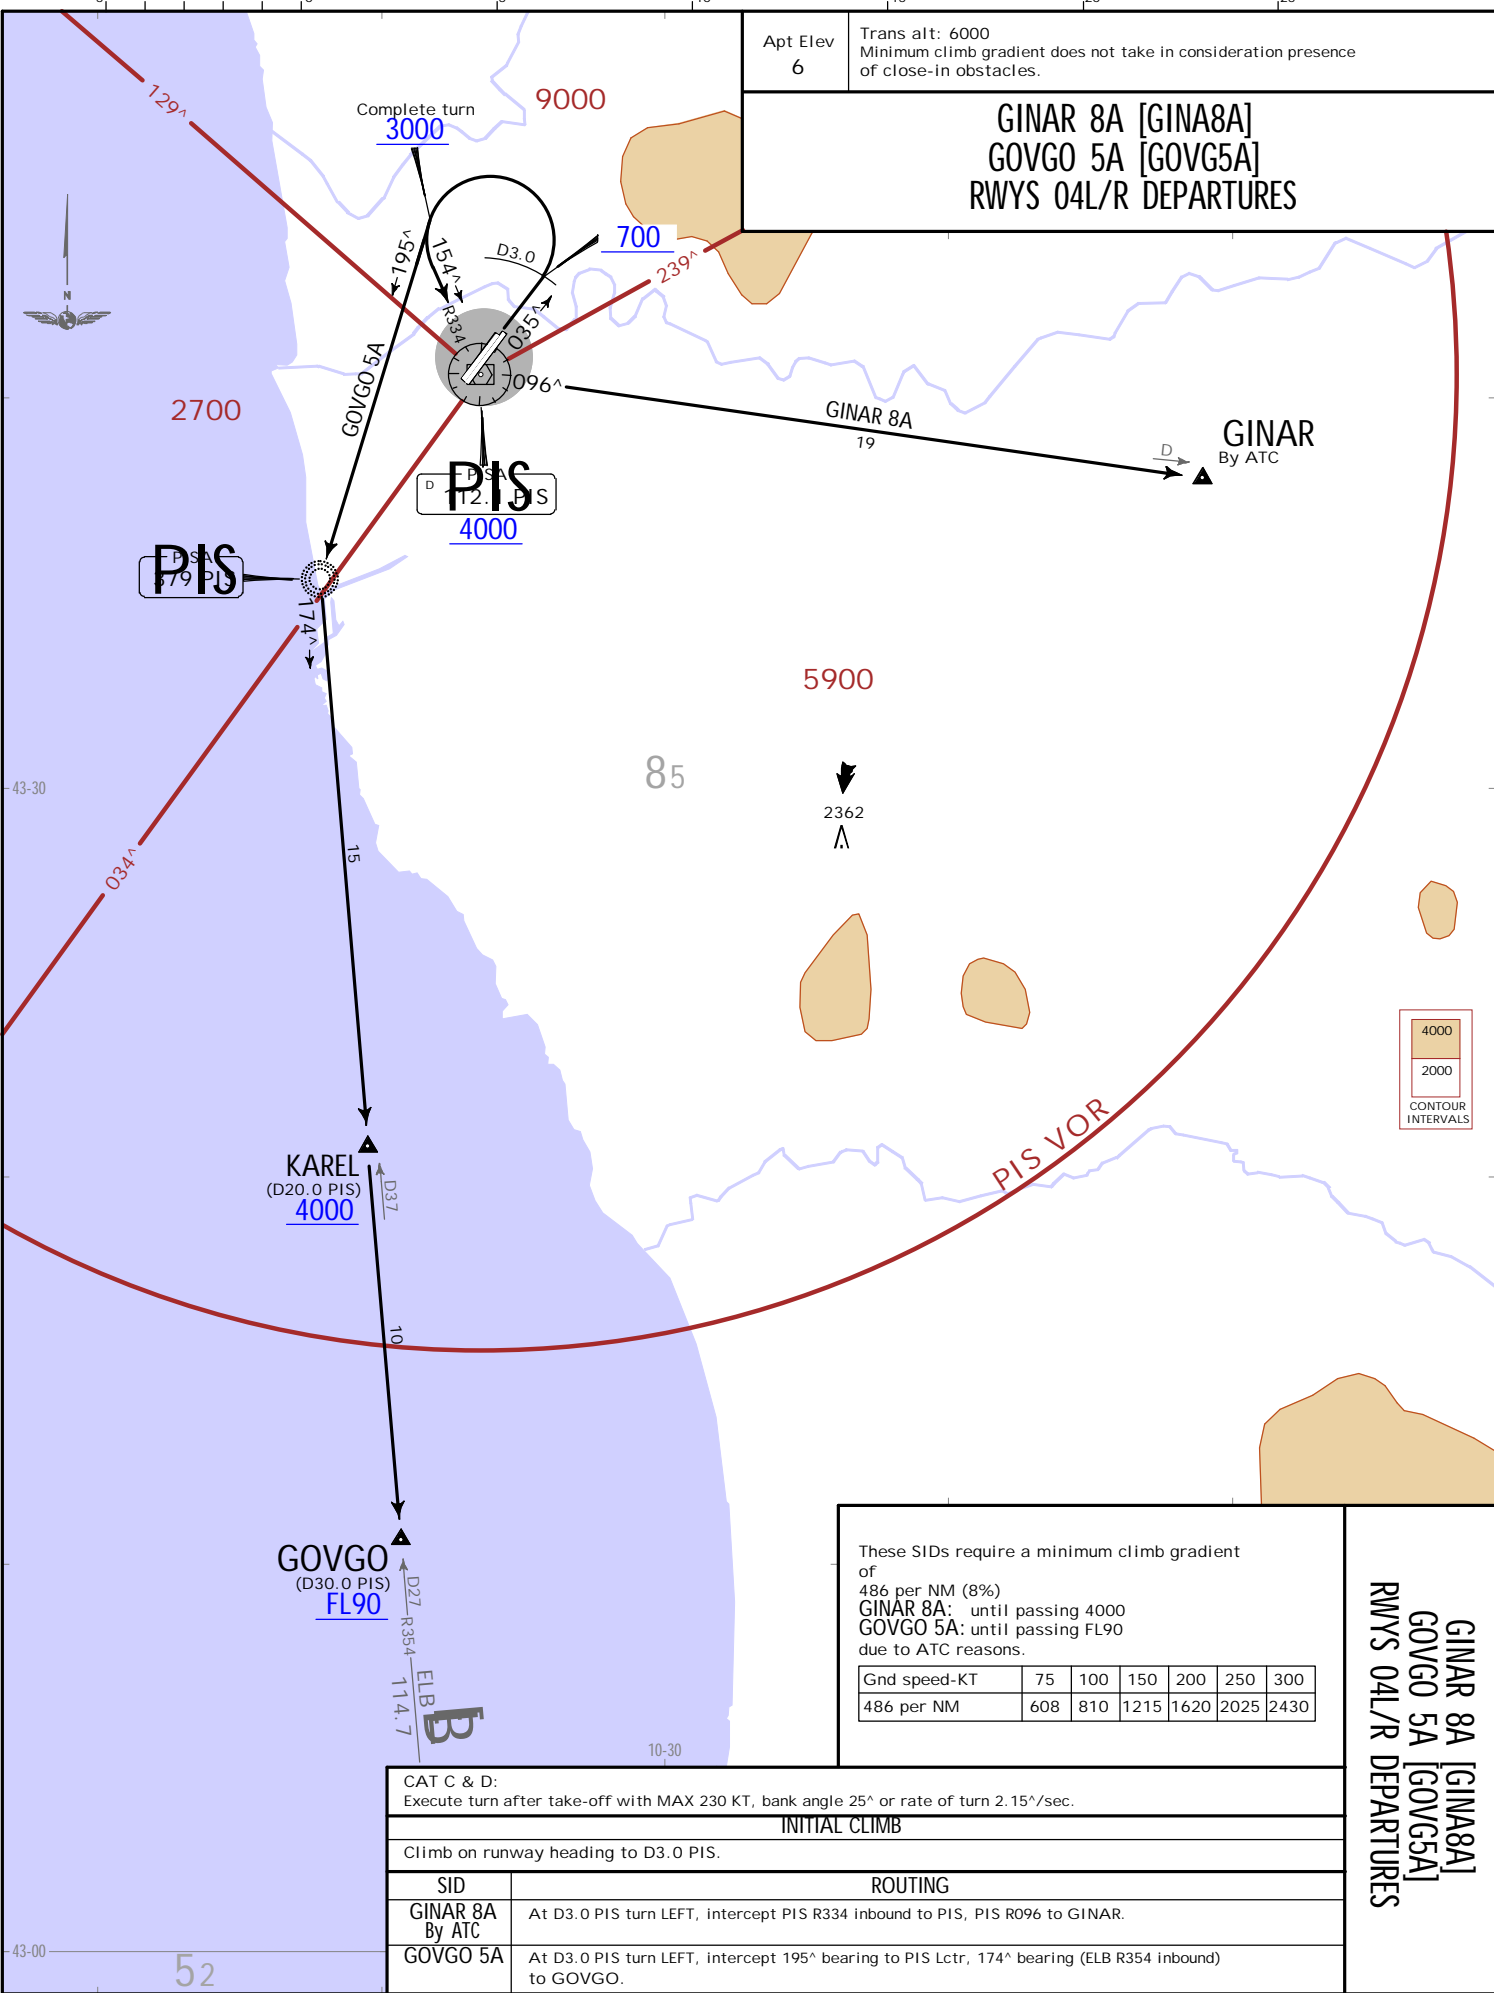 Apt Elev
6
Trans alt: 6000
Minimum climb gradient does not take in consideration presence
of close-in obstacles.
GINAR 8A [GINA8A]
GOVGO 5A [GOVG5A]
RWYS 04L/R DEPARTURES
129^
Complete turn
3000
9000
700
D3.0
239^
195^
154^
R334
035^
N
GOVGO 5A
2700
096^
GINAR 8A
19
D
GINAR
By ATC
PISA
D 112.1 PIS
PIS
4000
PISA
379 PIS
PIS
174^
5900
85
2362
43-30
15
034^
4000
2000
CONTOUR
INTERVALS
PIS VOR
KAREL
(D20.0 PIS)
4000
D37
10
GOVGO
(D30.0 PIS)
FL90
D27
R354
ELB
114.7
10-30
These SIDs require a minimum climb gradient
of
486 per NM (8%)
GINAR 8A: until passing 4000
GOVGO 5A: until passing FL90
due to ATC reasons.
Gnd speed-KT 75 100 150 200 250 300
486 per NM 608 810 1215 1620 2025 2430
GINAR 8A [GINA8A]
GOVGO 5A [GOVG5A]
RWYS 04L/R DEPARTURES
CAT C & D:
Execute turn after take-off with MAX 230 KT, bank angle 25^ or rate of turn 2.15^/sec.
INITIAL CLIMB
Climb on runway heading to D3.0 PIS.
SID ROUTING
GINAR 8A
By ATC
At D3.0 PIS turn LEFT, intercept PIS R334 inbound to PIS, PIS R096 to GINAR.
GOVGO 5A
At D3.0 PIS turn LEFT, intercept 195^ bearing to PIS Lctr, 174^ bearing (ELB R354 inbound)
to GOVGO.
43-00
52